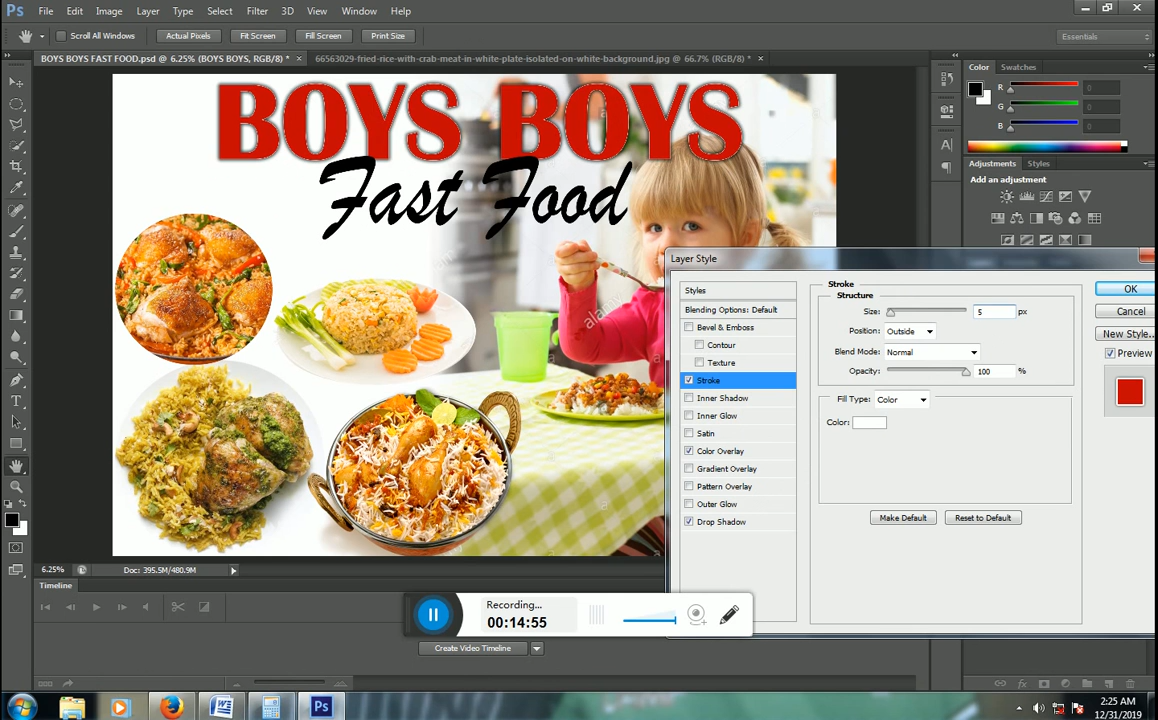 Ps File Edit Image Layer Type Select Filter 3D View Window Help
Scroll All Windows Actual Pixels Fit Screen Fill Screen Print Size Essentials
BOYS BOYS FAST FOOD.psd @ 6.25% (BOYS BOYS, RGB/8) * × 66563029-fried-rice-with-crab-meat-in-white-plate-isolated-on-white-background.jpg @ 66.7% (RGB/8) * ×
Color Swatches
R 0
G 0
B 0
Adjustments Styles
Add an adjustment
BOYS BOYS
Fast Food
alamy
Layer Style
Styles
Blending Options: Default
Bevel & Emboss
Contour
Texture
Stroke
Inner Shadow
Inner Glow
Satin
Color Overlay
Gradient Overlay
Pattern Overlay
Outer Glow
Drop Shadow
Stroke
Structure
Size: 5 px
Position: Outside
Blend Mode: Normal
Opacity: 100 %
Fill Type: Color
Color:
Make Default Reset to Default
OK
Cancel
New Style...
Preview
6.25% Doc: 395.5M/480.9M
Timeline
Recording...
00:14:55
Create Video Timeline
fx
Ps
2:25 AM
12/31/2019